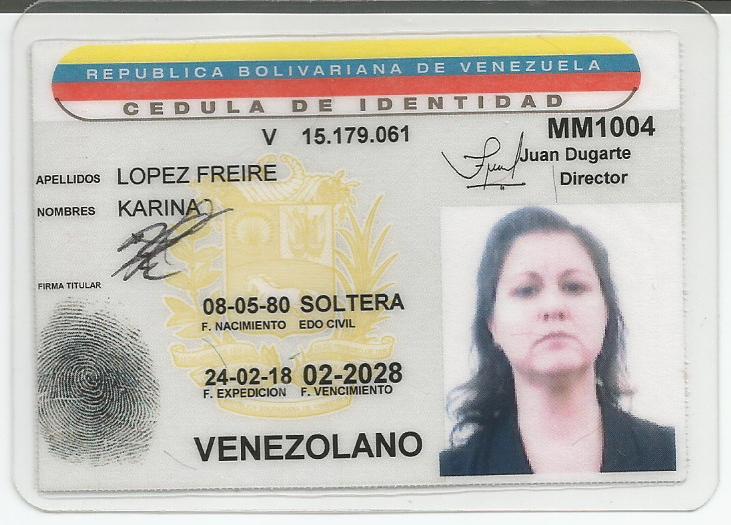 REPUBLICA BOLIVARIANA DE VENEZUELA
CEDULA DE IDENTIDAD
V 15.179.061
MM1004
Juan Dugarte
Director
APELLIDOS LOPEZ FREIRE
NOMBRES KARINA
FIRMA TITULAR
08-05-80 SOLTERA
F. NACIMIENTO EDO CIVIL
24-02-18 02-2028
F. EXPEDICION F. VENCIMIENTO
VENEZOLANO